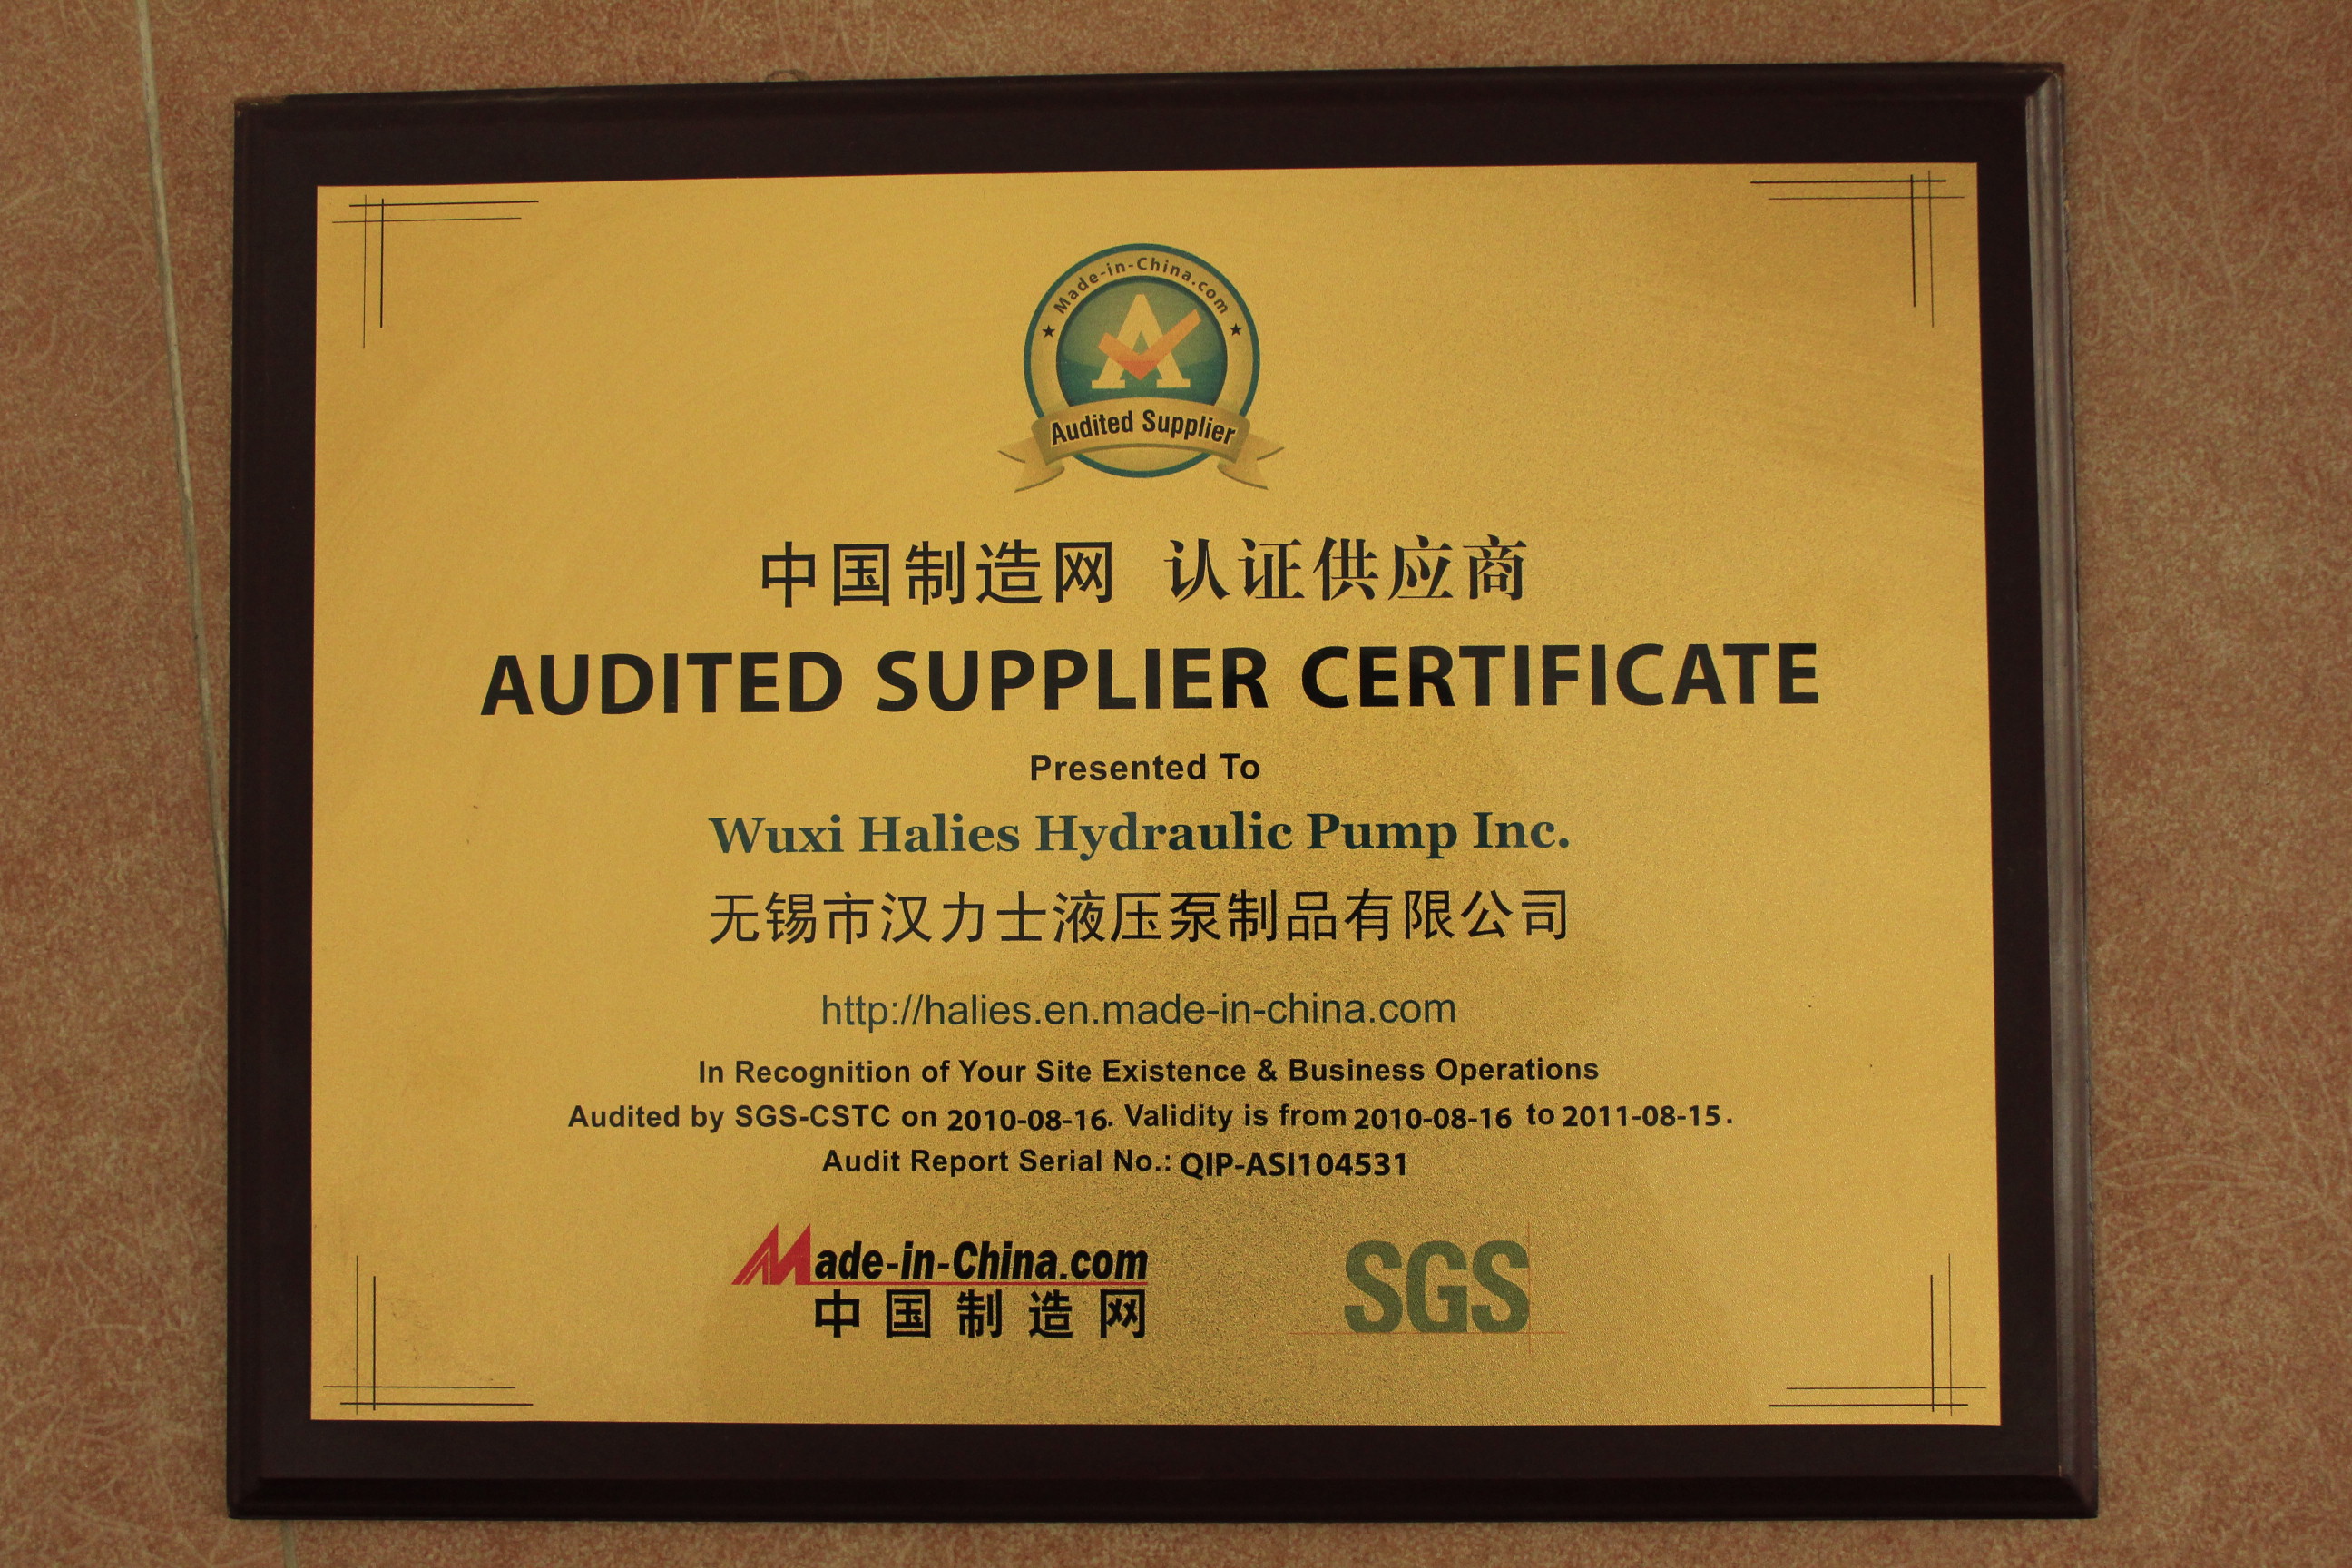 Made-in-China.com
Audited Supplier
中国制造网 认证供应商
AUDITED SUPPLIER CERTIFICATE
Presented To
Wuxi Halies Hydraulic Pump Inc.
无锡市汉力士液压泵制品有限公司
http://halies.en.made-in-china.com
In Recognition of Your Site Existence & Business Operations
Audited by SGS-CSTC on 2010-08-16. Validity is from 2010-08-16 to 2011-08-15.
Audit Report Serial No.: QIP-ASI104531
Made-in-China.com
中国制造网
SGS